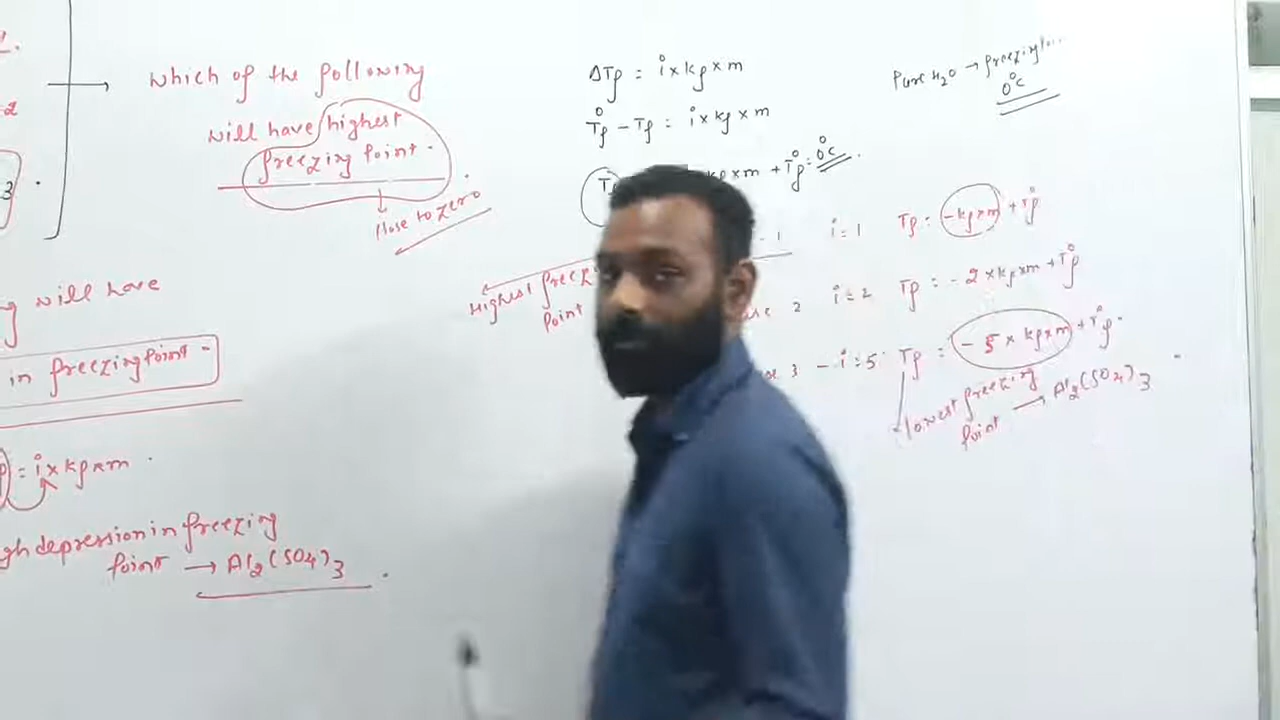 which of the following
will have highest
freezing point.
close to zero
ΔTf = i×kf×m
T°f - Tf = i×kf×m
×m + T°f = 0°C
Pure H2O → freezing
0°C
Highest freez
point
- 1 i=1 Tf = -kf×m + T°f
2 i=2 Tf = -2×kf×m + T°f
3 - i=5 Tf = -5×kf×m + T°f.
lowest freezing
point → Al2(SO4)3
will have
in freezing point.
= i×kf×m.
depression in freezing
point → Al2(SO4)3.